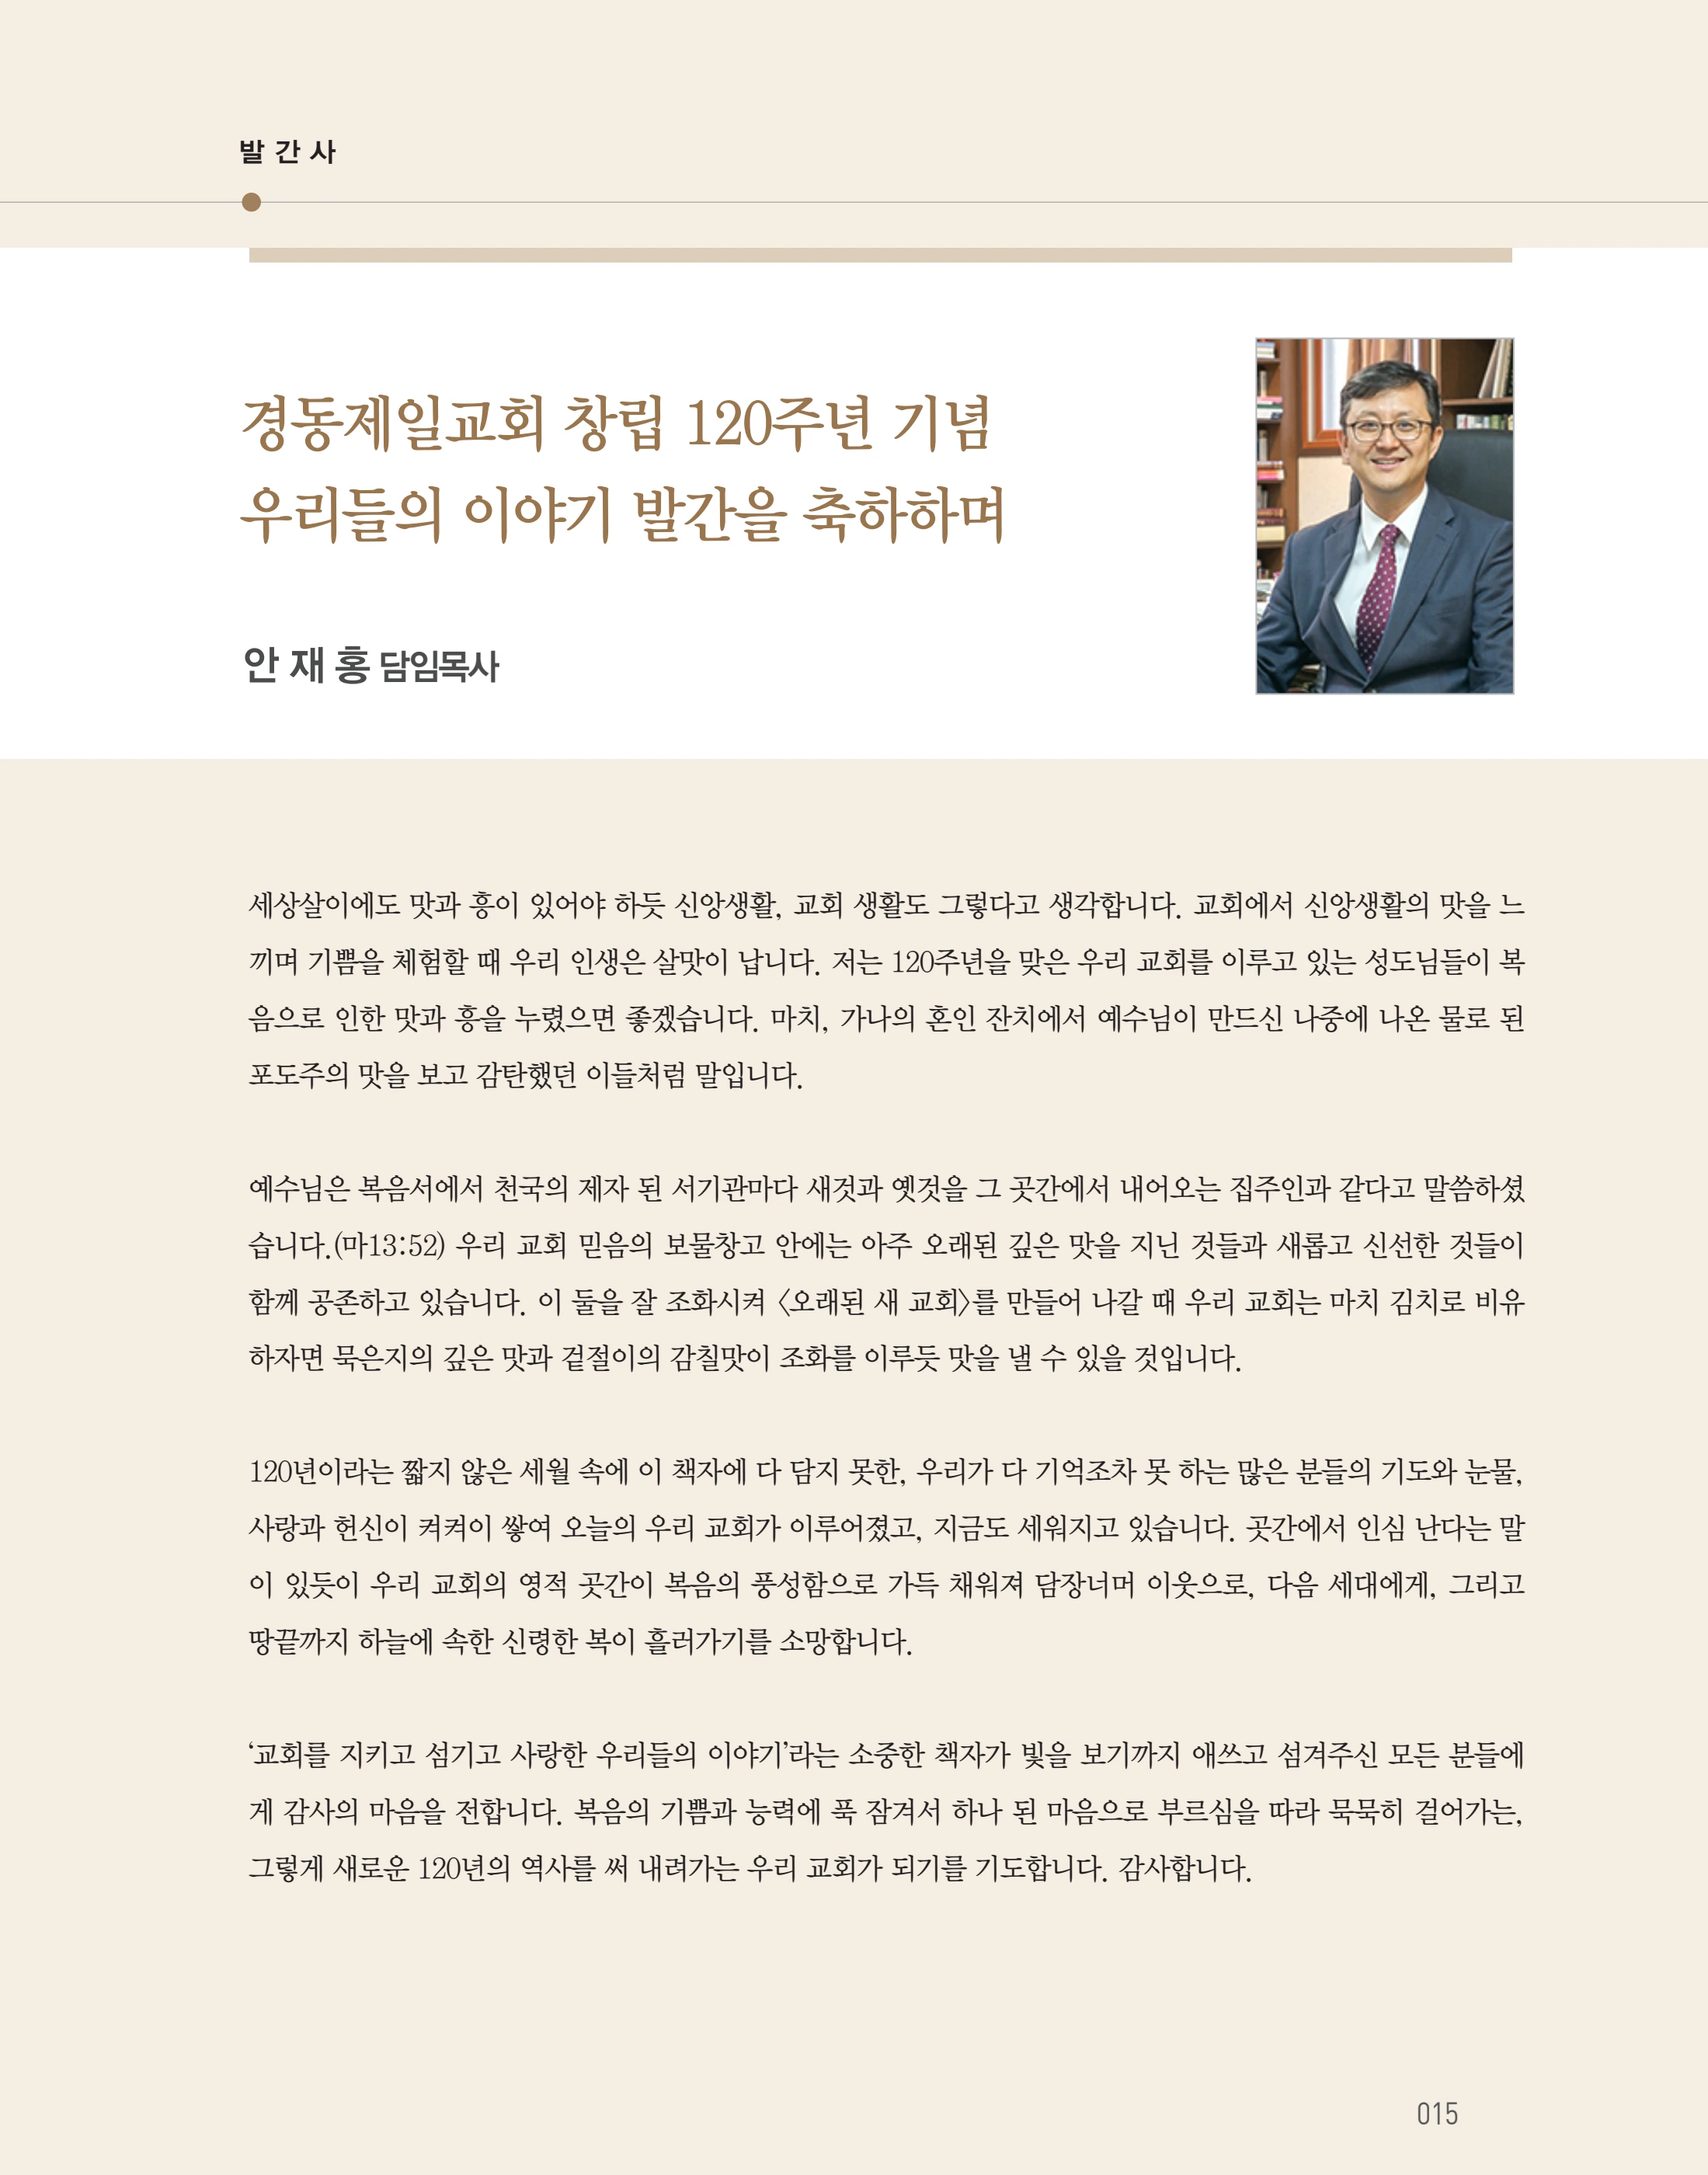 발 간 사
경동제일교회 창립 120주년 기념
우리들의 이야기 발간을 축하하며
안 재 홍 담임목사
세상살이에도 맛과 흥이 있어야 하듯 신앙생활, 교회 생활도 그렇다고 생각합니다. 교회에서 신앙생활의 맛을 느
끼며 기쁨을 체험할 때 우리 인생은 살맛이 납니다. 저는 120주년을 맞은 우리 교회를 이루고 있는 성도님들이 복
음으로 인한 맛과 흥을 누렸으면 좋겠습니다. 마치, 가나의 혼인 잔치에서 예수님이 만드신 나중에 나온 물로 된
포도주의 맛을 보고 감탄했던 이들처럼 말입니다.
예수님은 복음서에서 천국의 제자 된 서기관마다 새것과 옛것을 그 곳간에서 내어오는 집주인과 같다고 말씀하셨
습니다.(마13:52) 우리 교회 믿음의 보물창고 안에는 아주 오래된 깊은 맛을 지닌 것들과 새롭고 신선한 것들이
함께 공존하고 있습니다. 이 둘을 잘 조화시켜 〈오래된 새 교회〉를 만들어 나갈 때 우리 교회는 마치 김치로 비유
하자면 묵은지의 깊은 맛과 겉절이의 감칠맛이 조화를 이루듯 맛을 낼 수 있을 것입니다.
120년이라는 짧지 않은 세월 속에 이 책자에 다 담지 못한, 우리가 다 기억조차 못 하는 많은 분들의 기도와 눈물,
사랑과 헌신이 켜켜이 쌓여 오늘의 우리 교회가 이루어졌고, 지금도 세워지고 있습니다. 곳간에서 인심 난다는 말
이 있듯이 우리 교회의 영적 곳간이 복음의 풍성함으로 가득 채워져 담장너머 이웃으로, 다음 세대에게, 그리고
땅끝까지 하늘에 속한 신령한 복이 흘러가기를 소망합니다.
‘교회를 지키고 섬기고 사랑한 우리들의 이야기’라는 소중한 책자가 빛을 보기까지 애쓰고 섬겨주신 모든 분들에
게 감사의 마음을 전합니다. 복음의 기쁨과 능력에 푹 잠겨서 하나 된 마음으로 부르심을 따라 묵묵히 걸어가는,
그렇게 새로운 120년의 역사를 써 내려가는 우리 교회가 되기를 기도합니다. 감사합니다.
015